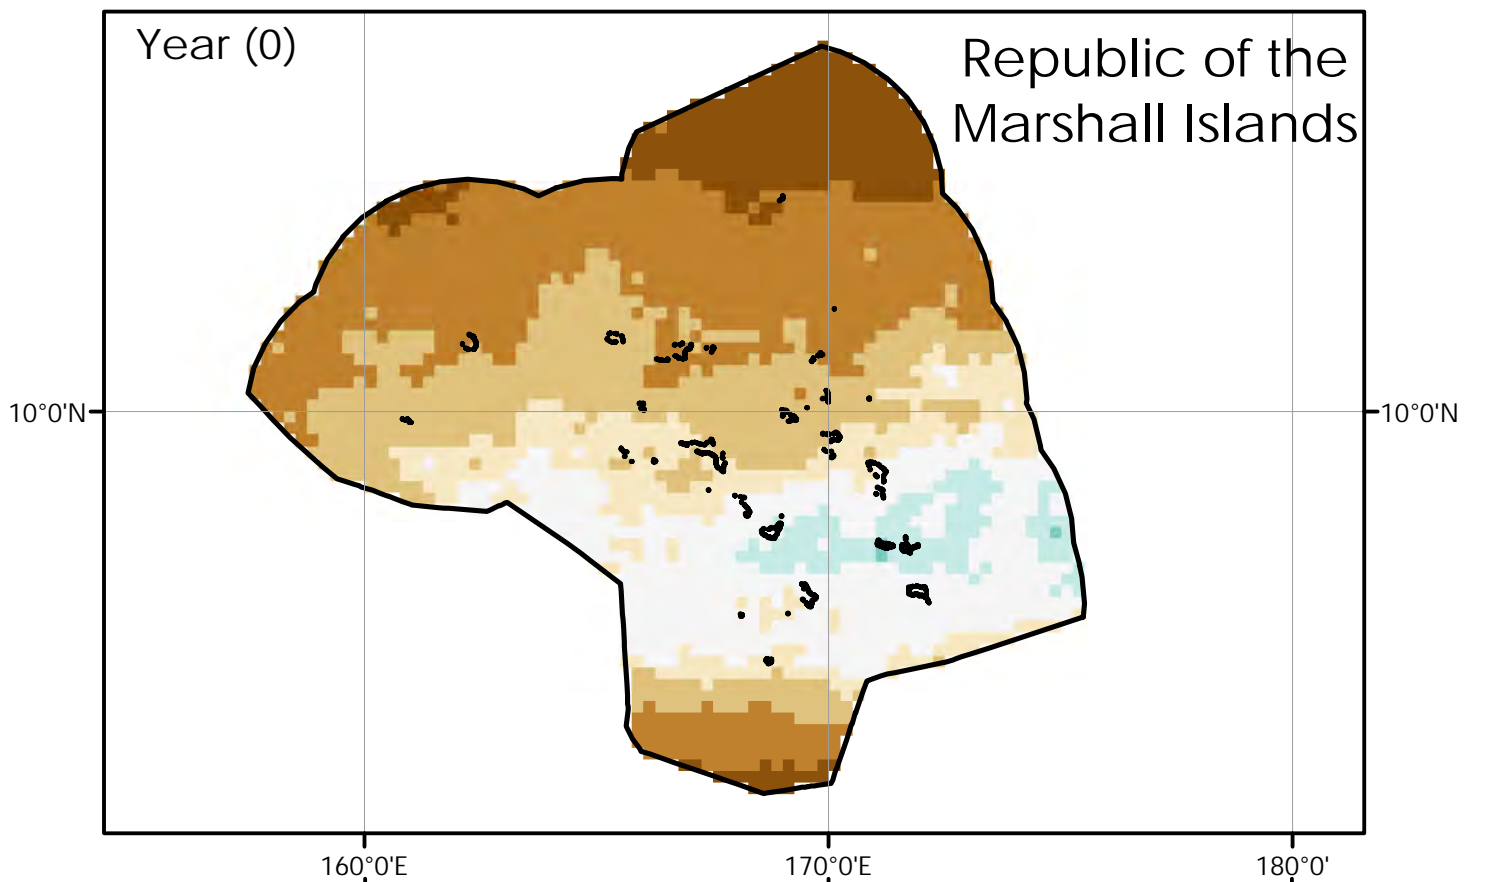 Year (0)
Republic of the
Marshall Islands
10°0'N
10°0'N
160°0'E
170°0'E
180°0'